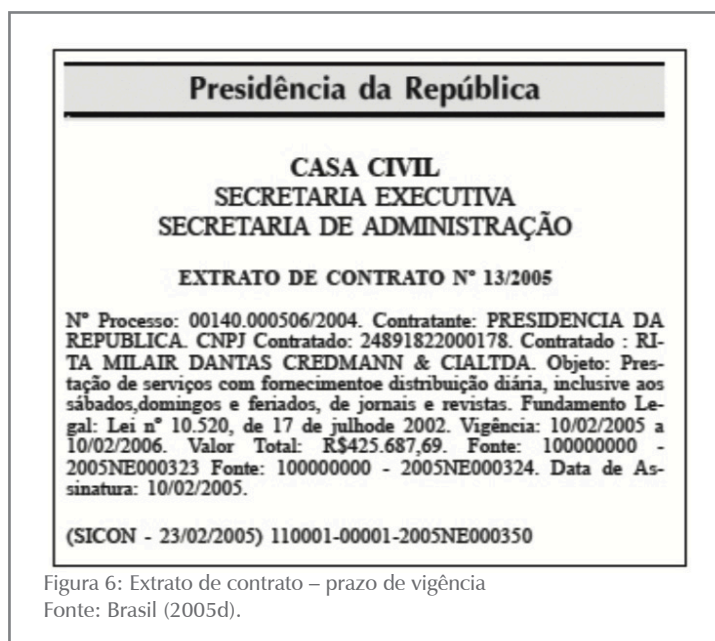 Presidência da República
CASA CIVIL
SECRETARIA EXECUTIVA
SECRETARIA DE ADMINISTRAÇÃO
EXTRATO DE CONTRATO Nº 13/2005
Nº Processo: 00140.000506/2004. Contratante: PRESIDENCIA DA
REPUBLICA. CNPJ Contratado: 24891822000178. Contratado : RI-
TA MILAIR DANTAS CREDMANN & CIALTDA. Objeto: Pres-
tação de serviços com fornecimentoe distribuição diária, inclusive aos
sábados,domingos e feriados, de jornais e revistas. Fundamento Le-
gal: Lei nº 10.520, de 17 de julhode 2002. Vigência: 10/02/2005 a
10/02/2006. Valor Total: R$425.687,69. Fonte: 100000000 -
2005NE000323 Fonte: 100000000 - 2005NE000324. Data de As-
sinatura: 10/02/2005.
(SICON - 23/02/2005) 110001-00001-2005NE000350
Figura 6: Extrato de contrato – prazo de vigência
Fonte: Brasil (2005d).